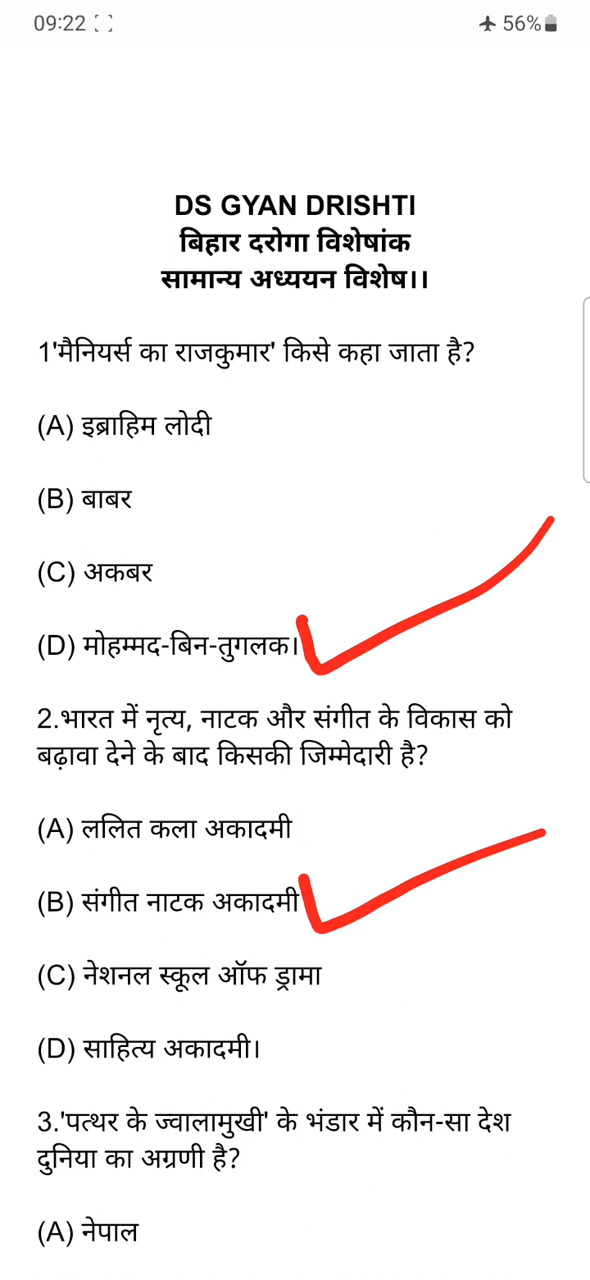 09:22
56%
DS GYAN DRISHTI
बिहार दरोगा विशेषांक
सामान्य अध्ययन विशेष।।
1'मैनियर्स का राजकुमार' किसे कहा जाता है?
(A) इब्राहिम लोदी
(B) बाबर
(C) अकबर
(D) मोहम्मद-बिन-तुगलक।
2.भारत में नृत्य, नाटक और संगीत के विकास को
बढ़ावा देने के बाद किसकी जिम्मेदारी है?
(A) ललित कला अकादमी
(B) संगीत नाटक अकादमी
(C) नेशनल स्कूल ऑफ ड्रामा
(D) साहित्य अकादमी।
3.'पत्थर के ज्वालामुखी' के भंडार में कौन-सा देश
दुनिया का अग्रणी है?
(A) नेपाल